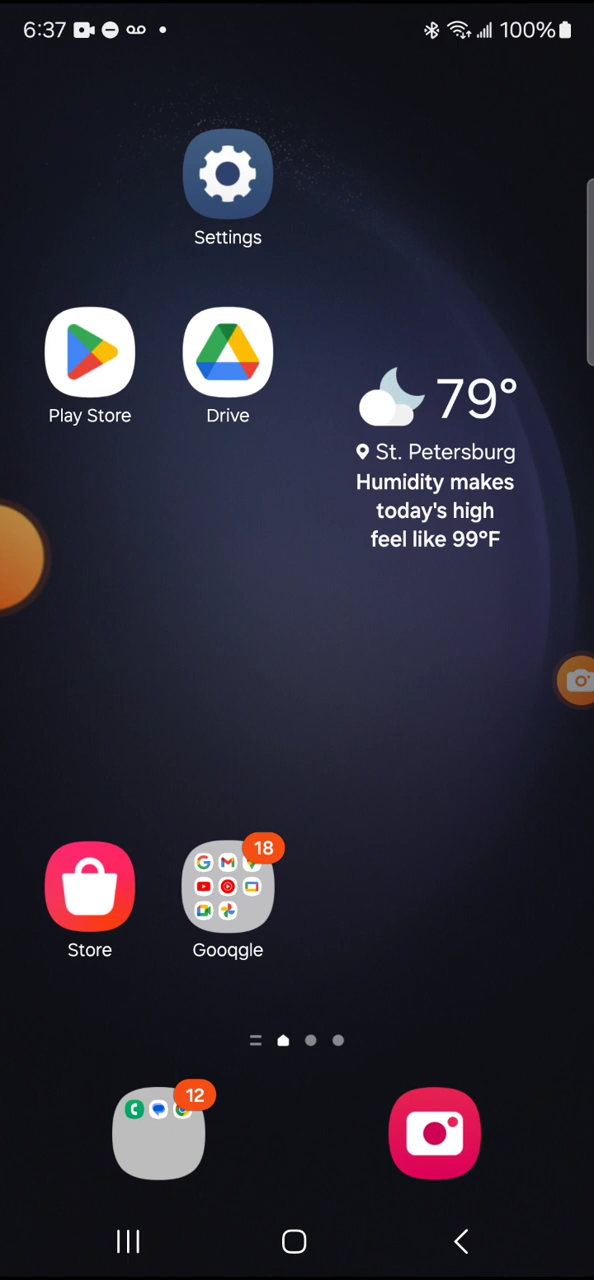 6:37
100%
Settings
Play Store
Drive
79°
St. Petersburg
Humidity makes
today's high
feel like 99°F
18
Store
Gooqgle
12